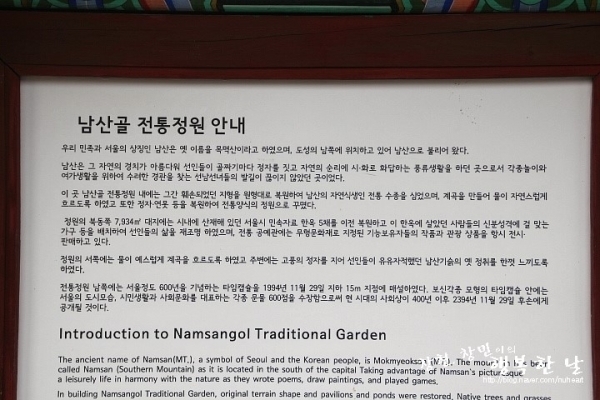 남산골 전통정원 안내
우리 민족과 서울의 상징인 남산은 옛 이름을 목멱산이라고 하였으며, 도성의 남쪽에 위치하고 있어 남산으로 불리어 왔다.
남산은 그 자연의 경치가 아름다워 선인들이 골짜기마다 정자를 짓고 자연의 순리에 시·화로 화답하는 풍류생활을 하던 곳으로서 각종놀이와
여가생활을 위하여 수려한 경관을 찾는 선남선녀들의 발길이 끊이지 않았던 곳이었다.
이 곳 남산골 전통정원 내에는 그간 훼손되었던 지형을 원형대로 복원하여 남산의 자연식생인 전통 수종을 심었으며, 계곡을 만들어 물이 자연스럽게
흐르도록 하였고 또한 정자·연못 등을 복원하여 전통양식의 정원으로 꾸몄다.
정원의 북동쪽 7,934㎡ 대지에는 시내에 산재해 있던 서울시 민속자료 한옥 5채를 이전 복원하고 이 한옥에 살았던 사람들의 신분성격에 걸 맞는
가구 등을 배치하여 선인들의 삶을 재조명 하였으며, 전통 공예관에는 무형문화재로 지정된 기능보유자들의 작품과 관광 상품을 항시 전시·
판매하고 있다.
정원의 서쪽에는 물이 예스럽게 계곡을 흐르도록 하였고 주변에는 고풍의 정자를 지어 선인들이 유유자적했던 남산기슭의 옛 정취를 한껏 느끼도록
하였다.
전통정원 남쪽에는 서울정도 600년을 기념하는 타임캡슐을 1994년 11월 29일 지하 15m 지점에 매설하였다. 보신각종 모형의 타임캡슐 안에는
서울의 도시모습, 시민생활과 사회문화를 대표하는 각종 문물 600점을 수장함으로써 현 시대의 사회상이 400년 이후 2394년 11월 29일 후손에게
공개될 것이다.
Introduction to Namsangol Traditional Garden
The ancient name of Namsan(MT.), a symbol of Seoul and the Korean people, is Mokmyeoksan(MT.). The mountain has been
called Namsan (Southern Mountain) as it is located in the south of the capital Taking advantage of Namsan's picturesque
a leisurely life in harmony with the nature as they wrote poems, draw paintings, and played games.
In building Namsangol Traditional Garden, original terrain shape and pavilions and ponds were restored. Native trees and grasses
행복한 날
http://blog.naver.com/nuheat